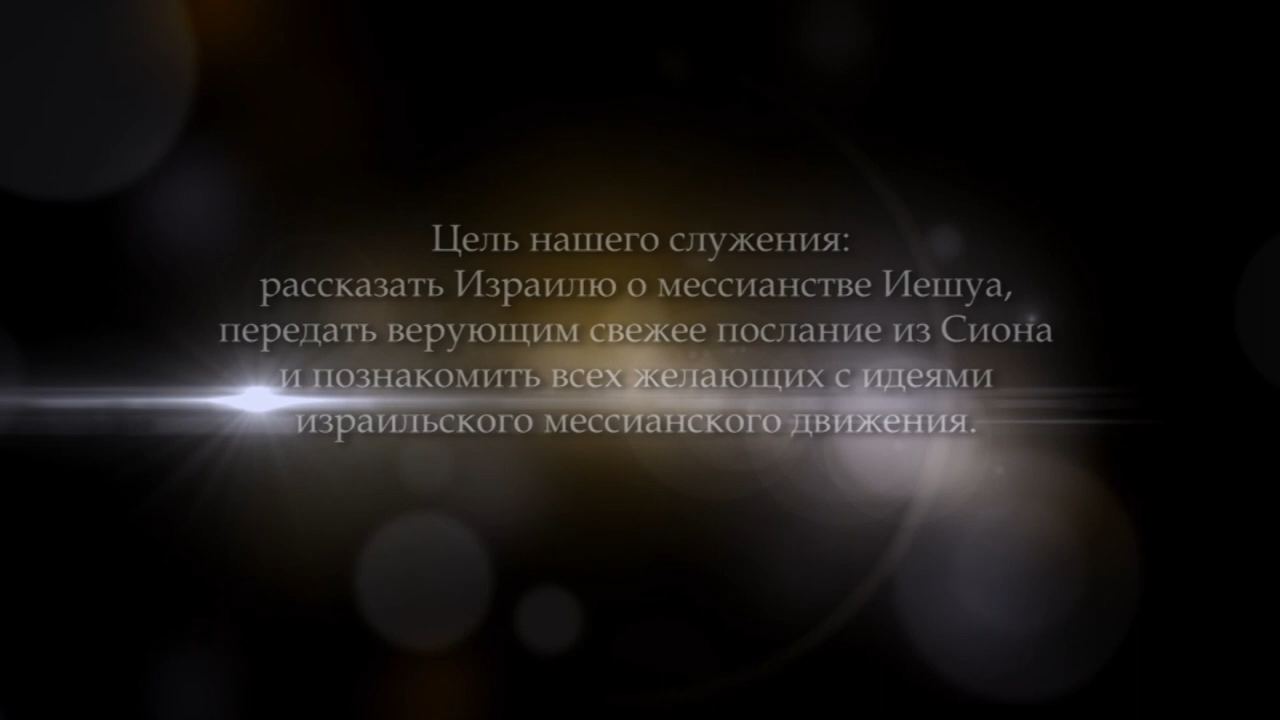 Цель нашего служения:
рассказать Израилю о мессианстве Иешуа,
передать верующим свежее послание из Сиона
и познакомить всех желающих с идеями
израильского мессианского движения.